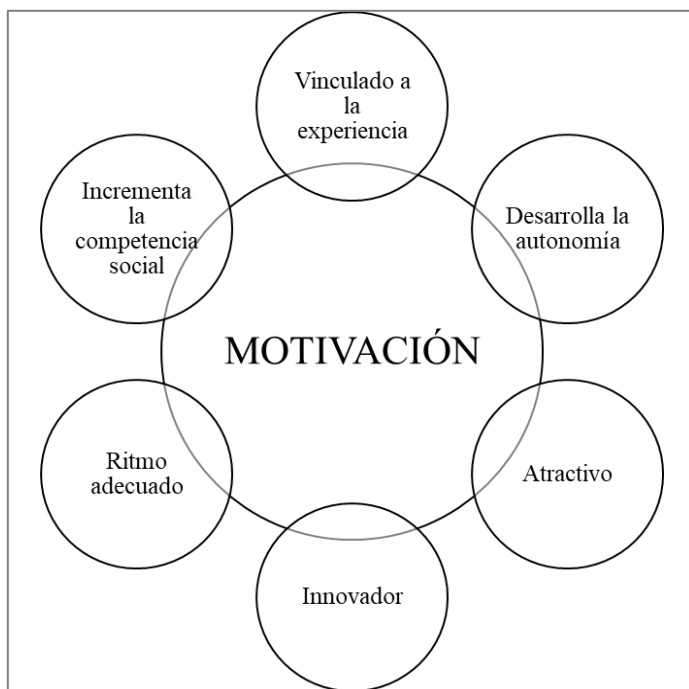 Vinculado a
la
experiencia
Incrementa
la
competencia
social
Desarrolla la
autonomía
MOTIVACIÓN
Ritmo
adecuado
Atractivo
Innovador